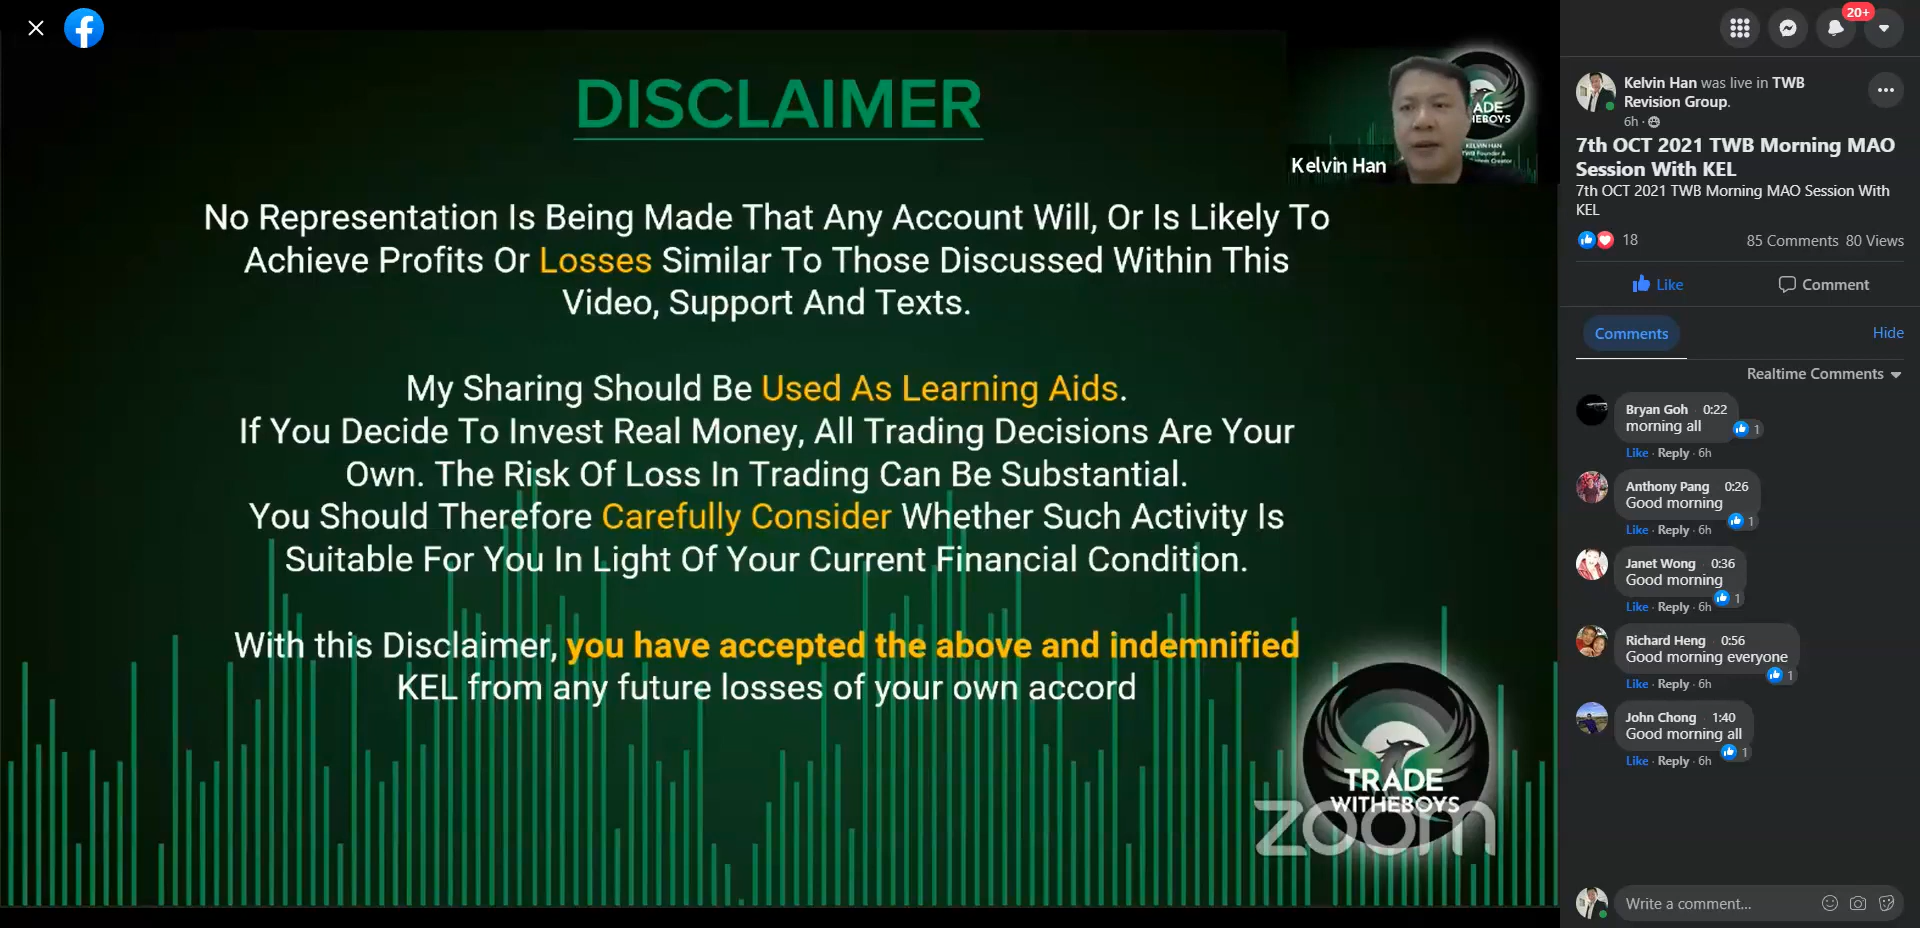 DISCLAIMER
Kelvin Han
ADE
HEBOYS
KELVIN HAN
TWB Founder &
Creator
No Representation Is Being Made That Any Account Will, Or Is Likely To
Achieve Profits Or Losses Similar To Those Discussed Within This
Video, Support And Texts.
My Sharing Should Be Used As Learning Aids.
If You Decide To Invest Real Money, All Trading Decisions Are Your
Own. The Risk Of Loss In Trading Can Be Substantial.
You Should Therefore Carefully Consider Whether Such Activity Is
Suitable For You In Light Of Your Current Financial Condition.
With this Disclaimer, you have accepted the above and indemnified
KEL from any future losses of your own accord
TRADE
WITHEBOYS
zoom
20+
Kelvin Han was live in TWB
Revision Group.
6h ·
7th OCT 2021 TWB Morning MAO
Session With KEL
7th OCT 2021 TWB Morning MAO Session With
KEL
18 85 Comments 80 Views
Like Comment
Comments Hide
Realtime Comments
Bryan Goh · 0:22
morning all
1
Like · Reply · 6h
Anthony Pang · 0:26
Good morning
1
Like · Reply · 6h
Janet Wong · 0:36
Good morning
1
Like · Reply · 6h
Richard Heng · 0:56
Good morning everyone
1
Like · Reply · 6h
John Chong · 1:40
Good morning all
1
Like · Reply · 6h
Write a comment...